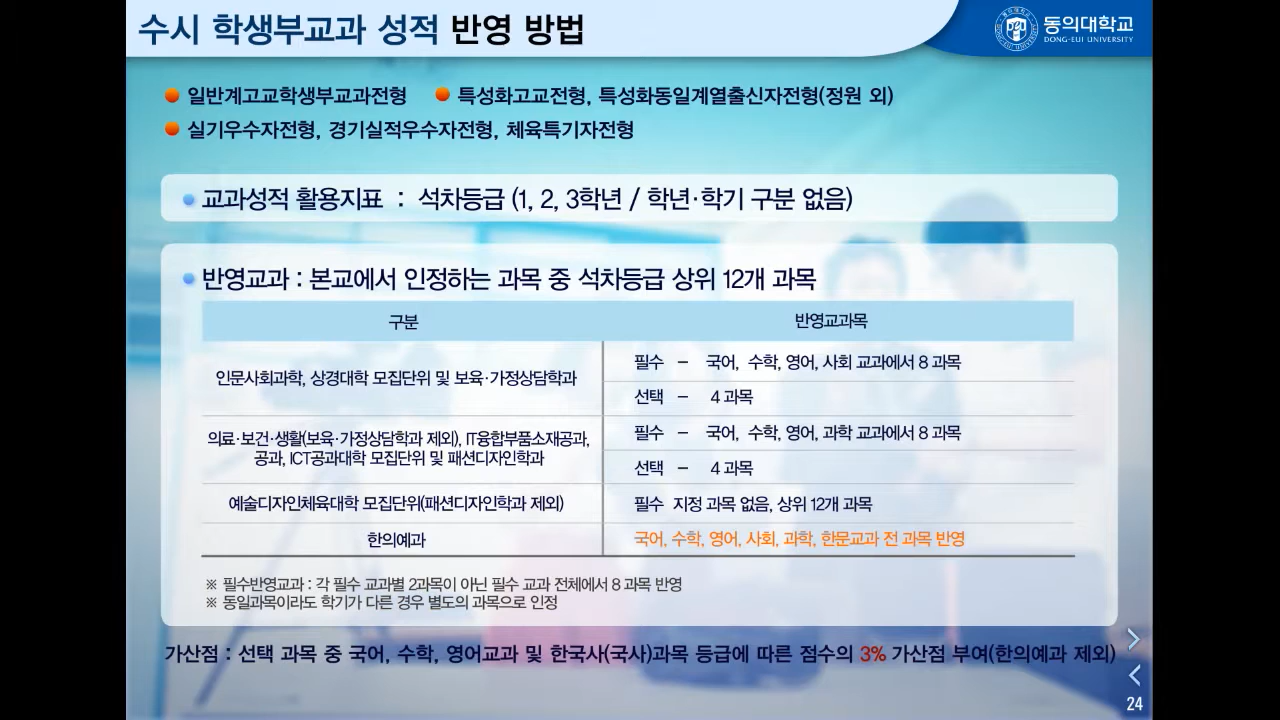 수시 학생부교과 성적 반영 방법
동의대학교
DONG-EUI UNIVERSITY
일반계고교학생부교과전형
특성화고교전형, 특성화동일계열출신자전형(정원 외)
실기우수자전형, 경기실적우수자전형, 체육특기자전형
교과성적 활용지표 : 석차등급 (1, 2, 3학년 / 학년·학기 구분 없음)
반영교과 : 본교에서 인정하는 과목 중 석차등급 상위 12개 과목
구분
반영교과목
인문사회과학, 상경대학 모집단위 및 보육·가정상담학과
필수 – 국어, 수학, 영어, 사회 교과에서 8 과목
선택 – 4 과목
의료·보건·생활(보육·가정상담학과 제외), IT융합부품소재공과,
공과, ICT공과대학 모집단위 및 패션디자인학과
필수 – 국어, 수학, 영어, 과학 교과에서 8 과목
선택 – 4 과목
예술디자인체육대학 모집단위(패션디자인학과 제외)
필수 지정 과목 없음, 상위 12개 과목
한의예과
국어, 수학, 영어, 사회, 과학, 한문교과 전 과목 반영
※ 필수반영교과 : 각 필수 교과별 2과목이 아닌 필수 교과 전체에서 8 과목 반영
※ 동일과목이라도 학기가 다른 경우 별도의 과목으로 인정
가산점 : 선택 과목 중 국어, 수학, 영어교과 및 한국사(국사)과목 등급에 따른 점수의 3% 가산점 부여(한의예과 제외)
24